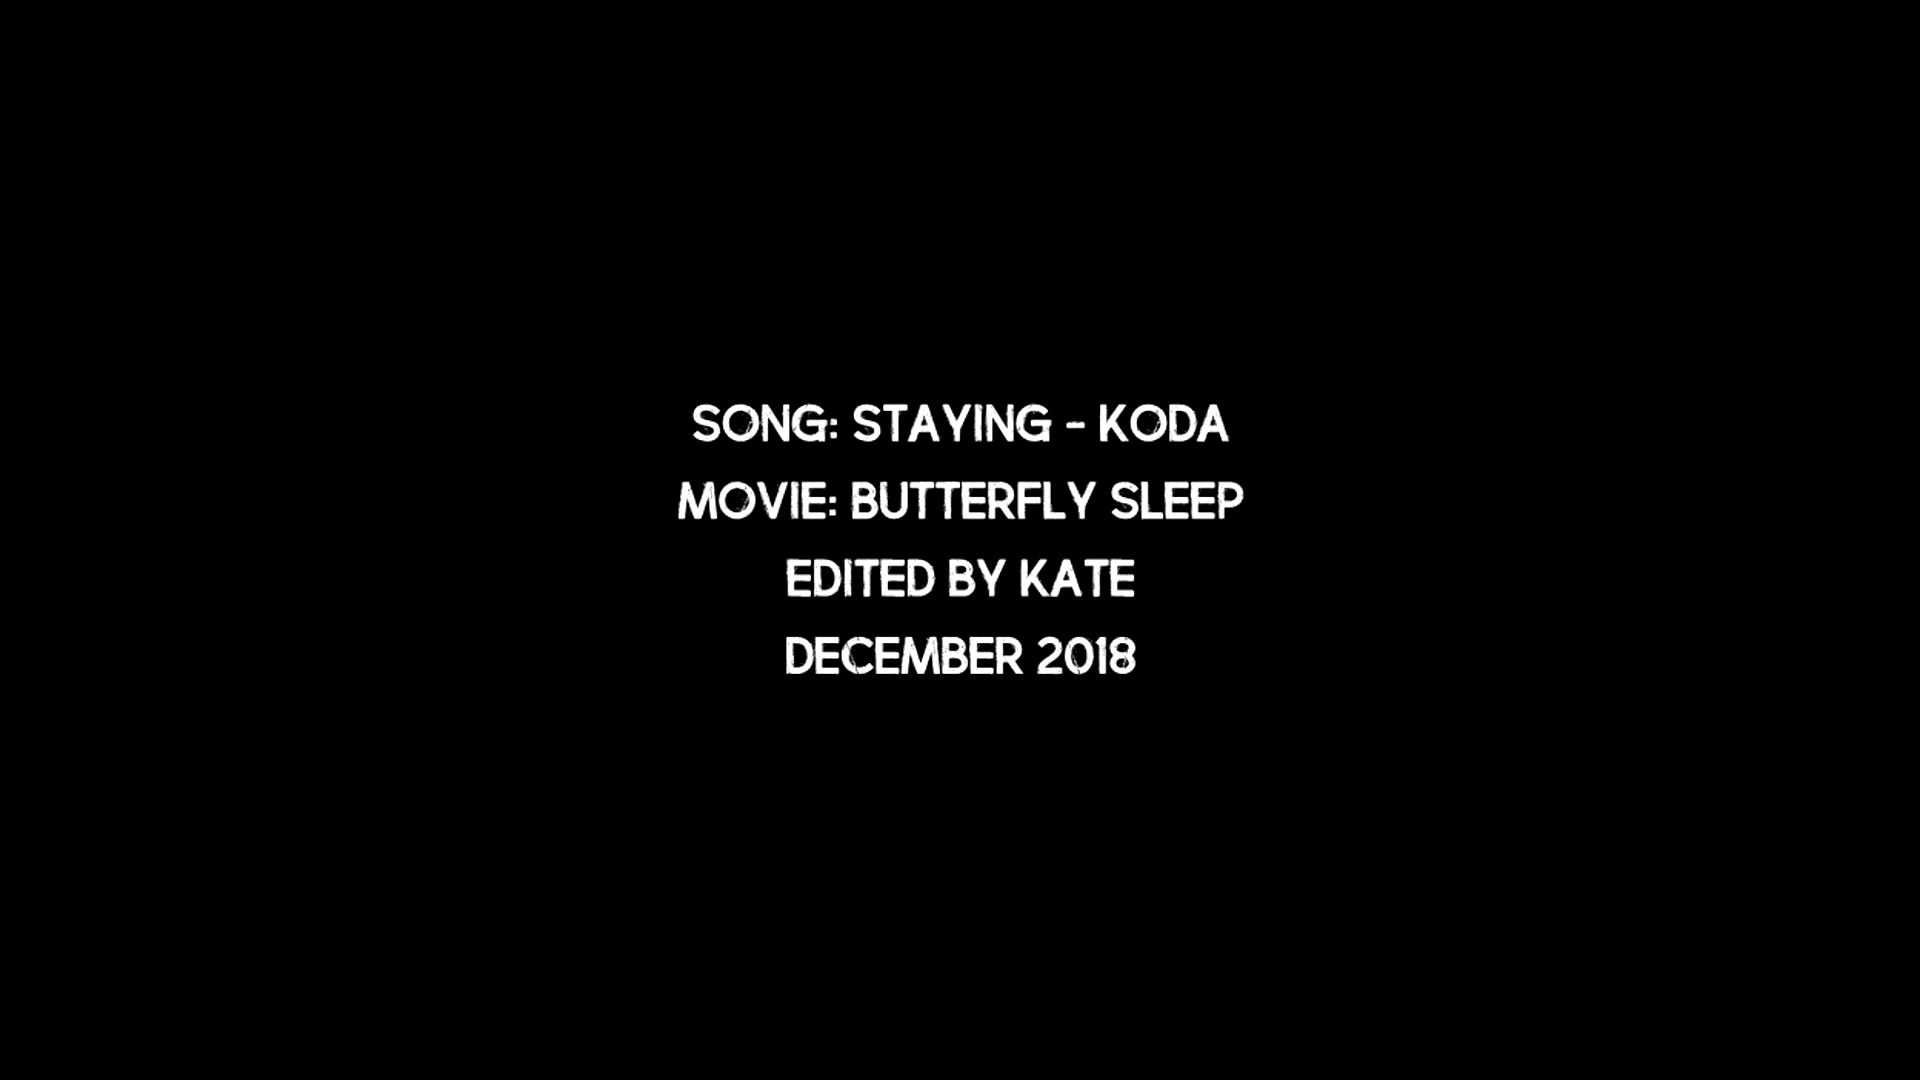 SONG: STAYING - KODA
MOVIE: BUTTERFLY SLEEP
EDITED BY KATE
DECEMBER 2018